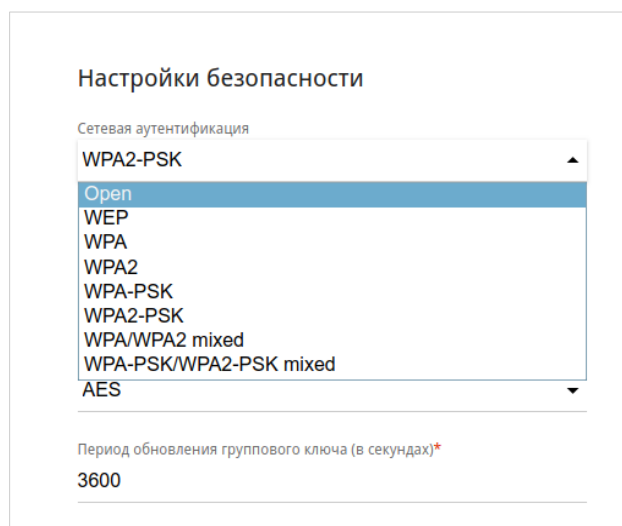 Настройки безопасности
Сетевая аутентификация
WPA2-PSK
Open
WEP
WPA
WPA2
WPA-PSK
WPA2-PSK
WPA/WPA2 mixed
WPA-PSK/WPA2-PSK mixed
AES
Период обновления группового ключа (в секундах)*
3600